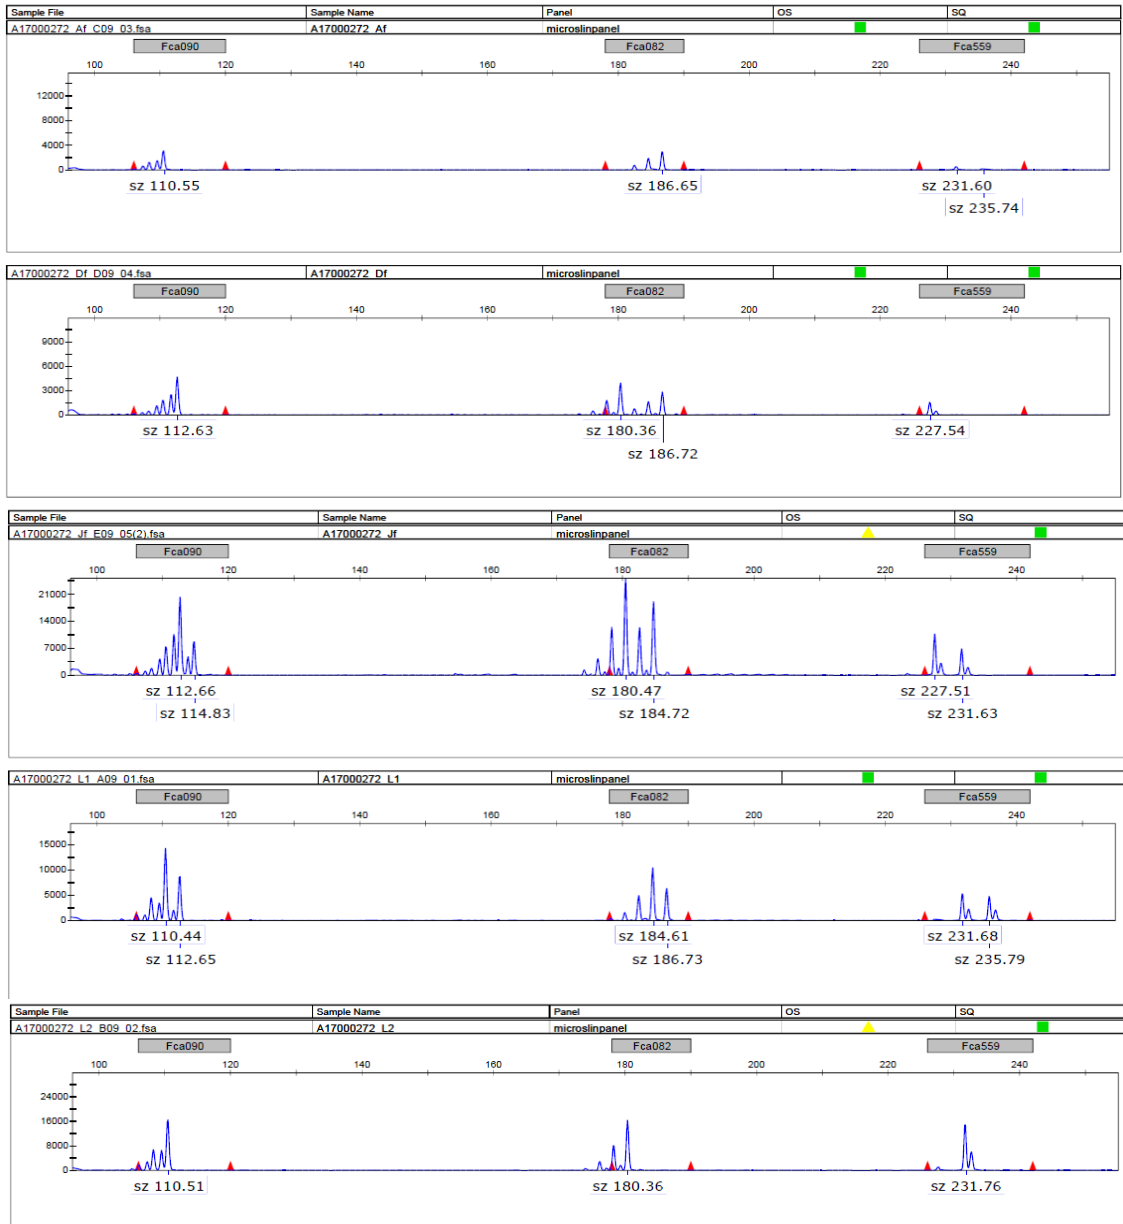 Sample File Sample Name Panel OS SQ
A17000272_Af_C09_03.fsa A17000272_Af microslinpanel
Fca090 Fca082 Fca559
100 120 140 160 180 200 220 240
12000
8000
4000
0
sz 110.55 sz 186.65 sz 231.60
sz 235.74
A17000272_Df_D09_04.fsa A17000272_Df microslinpanel
Fca090 Fca082 Fca559
100 120 140 160 180 200 220 240
9000
6000
3000
0
sz 112.63 sz 180.36 sz 227.54
sz 186.72
Sample File Sample Name Panel OS SQ
A17000272_Jf_E09_05(2).fsa A17000272_Jf microslinpanel
Fca090 Fca082 Fca559
100 120 140 160 180 200 220 240
21000
14000
7000
0
sz 112.66 sz 180.47 sz 227.51
sz 114.83 sz 184.72 sz 231.63
A17000272_L1_A09_01.fsa A17000272_L1 microslinpanel
Fca090 Fca082 Fca559
100 120 140 160 180 200 220 240
15000
10000
5000
0
sz 110.44 sz 184.61 sz 231.68
sz 112.65 sz 186.73 sz 235.79
Sample File Sample Name Panel OS SQ
A17000272_L2_B09_02.fsa A17000272_L2 microslinpanel
Fca090 Fca082 Fca559
100 120 140 160 180 200 220 240
24000
16000
8000
0
sz 110.51 sz 180.36 sz 231.76